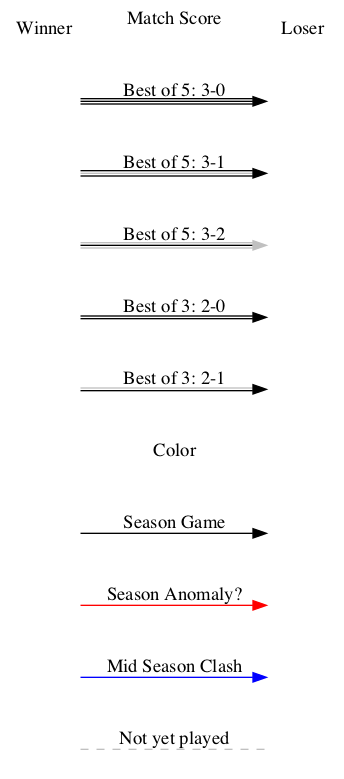 Match Score
Winner
Loser
Best of 5: 3-0
Best of 5: 3-1
Best of 5: 3-2
Best of 3: 2-0
Best of 3: 2-1
Color
Season Game
Season Anomaly?
Mid Season Clash
Not yet played